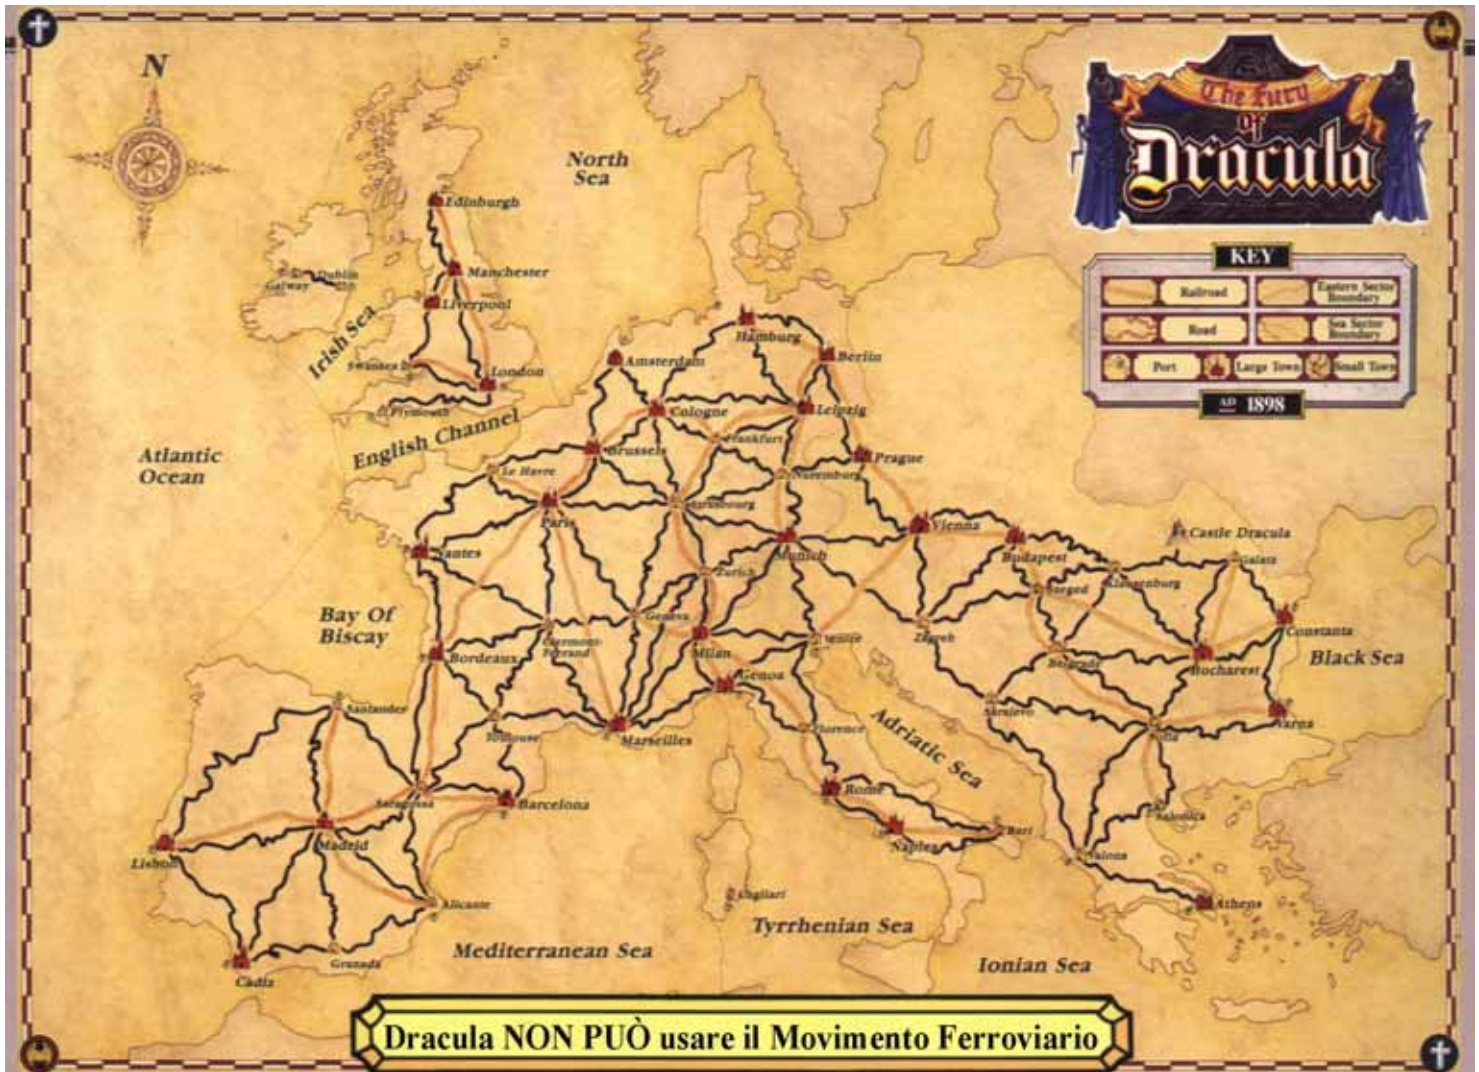 N
The Fury
of
Dracula
North
Sea
KEY
Railroad
Eastern Sector
Boundary
Road
Sea Sector
Boundary
Port
Large Town
Small Town
AD 1898
Edinburgh
Manchester
Dublin
Galway
Liverpool
Irish Sea
Swansea
London
Plymouth
English Channel
Atlantic
Ocean
Hamburg
Amsterdam
Berlin
Cologne
Leipzig
Frankfurt
Brussels
Prague
Le Havre
Nuremburg
Strasbourg
Paris
Vienna
Castle Dracula
Nantes
Munich
Budapest
Galatz
Zurich
Szeged
Klausenburg
Bay Of
Biscay
Geneva
Clermont-
Ferrand
Venice
Zagreb
Constanta
Bordeaux
Milan
Belgrade
Bucharest
Black Sea
Genoa
Santander
Sarajevo
Varna
Toulouse
Marseilles
Florence
Adriatic Sea
Saragossa
Barcelona
Rome
Salonica
Madrid
Bari
Lisbon
Naples
Valona
Cagliari
Alicante
Athens
Tyrrhenian Sea
Mediterranean Sea
Granada
Ionian Sea
Cadiz
Dracula NON PUÒ usare il Movimento Ferroviario